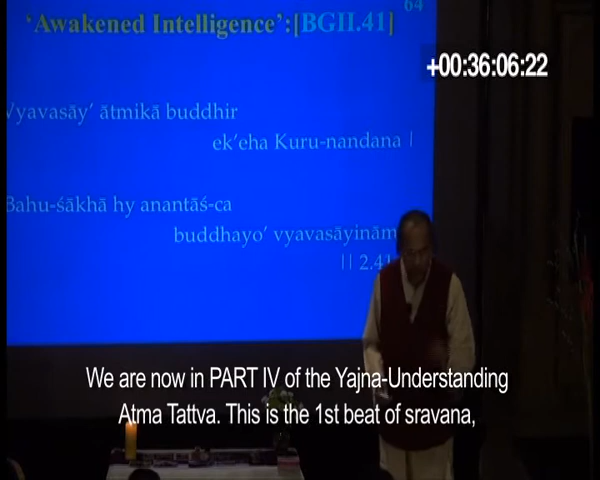 64
'Awakened Intelligence':[BGII.41]
+00:36:06:22
Vyavasāy' ātmikā buddhir
ek'eha Kuru-nandana |
Bahu-śākhā hy anantāś-ca
buddhayo' vyavasāyinām
|| 2.41
We are now in PART IV of the Yajna-Understanding
Atma Tattva. This is the 1st beat of sravana,